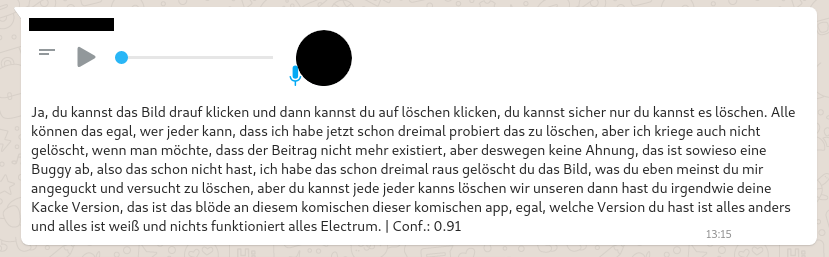 Ja, du kannst das Bild drauf klicken und dann kannst du auf löschen klicken, du kannst sicher nur du kannst es löschen. Alle
können das egal, wer jeder kann, dass ich habe jetzt schon dreimal probiert das zu löschen, aber ich kriege auch nicht
gelöscht, wenn man möchte, dass der Beitrag nicht mehr existiert, aber deswegen keine Ahnung, das ist sowieso eine
Buggy ab, also das schon nicht hast, ich habe das schon dreimal raus gelöscht du das Bild, was du eben meinst du mir
angeguckt und versucht zu löschen, aber du kannst jede jeder kanns löschen wir unseren dann hast du irgendwie deine
Kacke Version, das ist das blöde an diesem komischen dieser komischen app, egal, welche Version du hast ist alles anders
und alles ist weiß und nichts funktioniert alles Electrum. | Conf.: 0.91
13:15